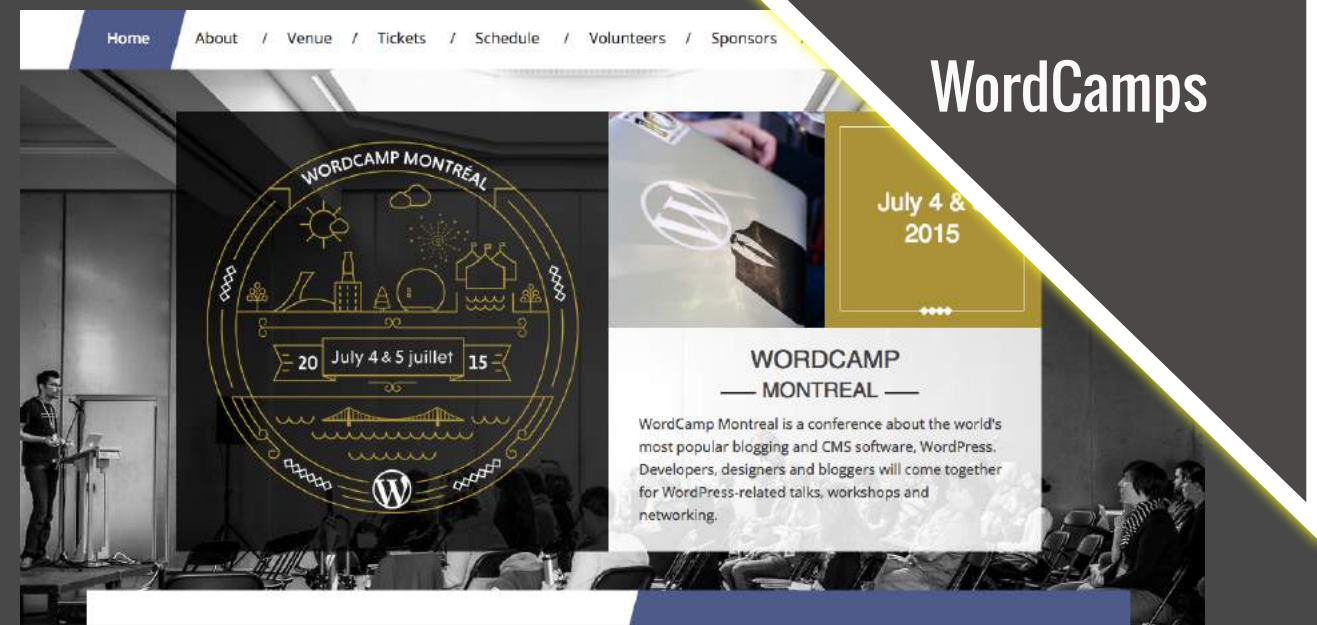 Home About / Venue / Tickets / Schedule / Volunteers / Sponsors
WordCamps
WORDCAMP MONTRÉAL
20 July 4 & 5 juillet 15
July 4 &
2015
WORDCAMP
MONTREAL
WordCamp Montreal is a conference about the world's
most popular blogging and CMS software, WordPress.
Developers, designers and bloggers will come together
for WordPress-related talks, workshops and
networking.